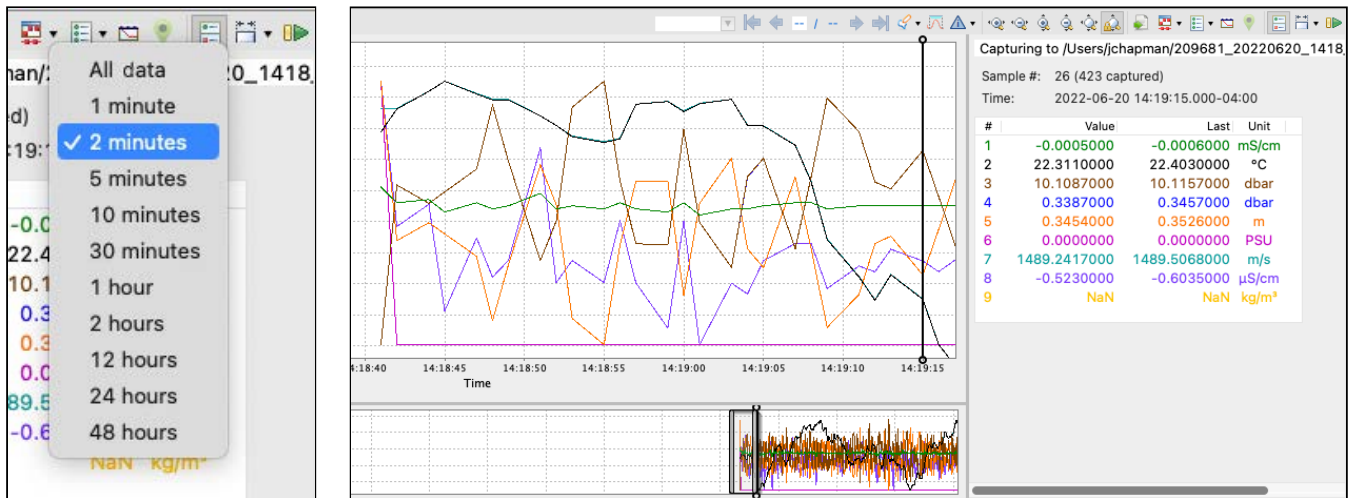 nan/2
20_1418.
d)
:19:1
All data
1 minute
✓ 2 minutes
5 minutes
10 minutes
30 minutes
1 hour
2 hours
12 hours
24 hours
48 hours
-0.0
22.4
10.1
0.3
0.3
0.0
89.5
-0.6
NaN kg/m³
-- / --
Capturing to /Users/jchapman/209681_20220620_1418
Sample #: 26 (423 captured)
Time: 2022-06-20 14:19:15.000-04:00
# Value Last Unit
1 -0.0005000 -0.0006000 mS/cm
2 22.3110000 22.4030000 °C
3 10.1087000 10.1157000 dbar
4 0.3387000 0.3457000 dbar
5 0.3454000 0.3526000 m
6 0.0000000 0.0000000 PSU
7 1489.2417000 1489.5068000 m/s
8 -0.5230000 -0.6035000 µS/cm
9 NaN NaN kg/m³
14:18:40 14:18:45 14:18:50 14:18:55 14:19:00 14:19:05 14:19:10 14:19:15
Time